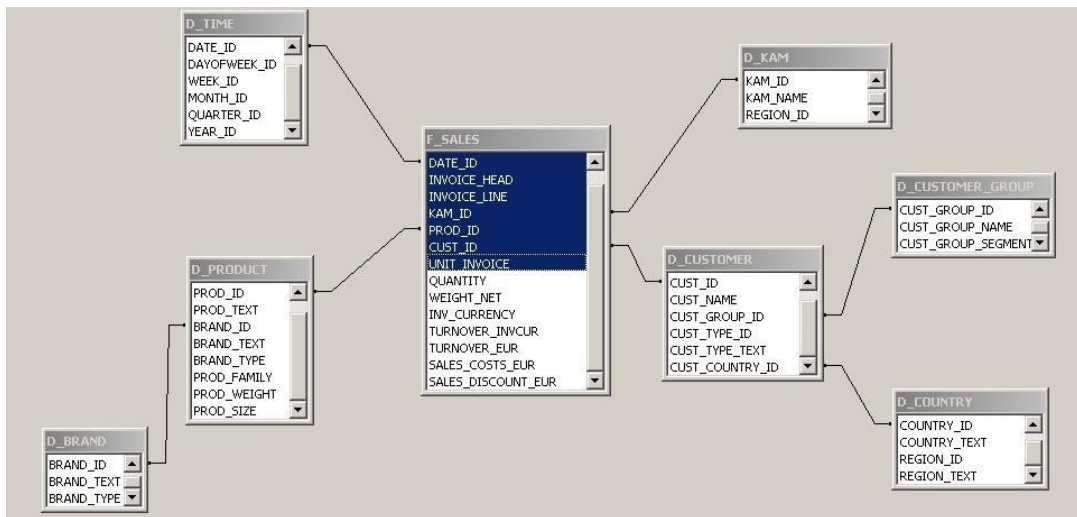 D_TIME
DATE_ID
DAYOFWEEK_ID
WEEK_ID
MONTH_ID
QUARTER_ID
YEAR_ID
D_KAM
KAM_ID
KAM_NAME
REGION_ID
F_SALES
DATE_ID
INVOICE_HEAD
INVOICE_LINE
KAM_ID
PROD_ID
CUST_ID
UNIT_INVOICE
QUANTITY
WEIGHT_NET
INV_CURRENCY
TURNOVER_INVCUR
TURNOVER_EUR
SALES_COSTS_EUR
SALES_DISCOUNT_EUR
D_CUSTOMER_GROUP
CUST_GROUP_ID
CUST_GROUP_NAME
CUST_GROUP_SEGMENT
D_PRODUCT
PROD_ID
PROD_TEXT
BRAND_ID
BRAND_TEXT
BRAND_TYPE
PROD_FAMILY
PROD_WEIGHT
PROD_SIZE
D_CUSTOMER
CUST_ID
CUST_NAME
CUST_GROUP_ID
CUST_TYPE_ID
CUST_TYPE_TEXT
CUST_COUNTRY_ID
D_BRAND
BRAND_ID
BRAND_TEXT
BRAND_TYPE
D_COUNTRY
COUNTRY_ID
COUNTRY_TEXT
REGION_ID
REGION_TEXT